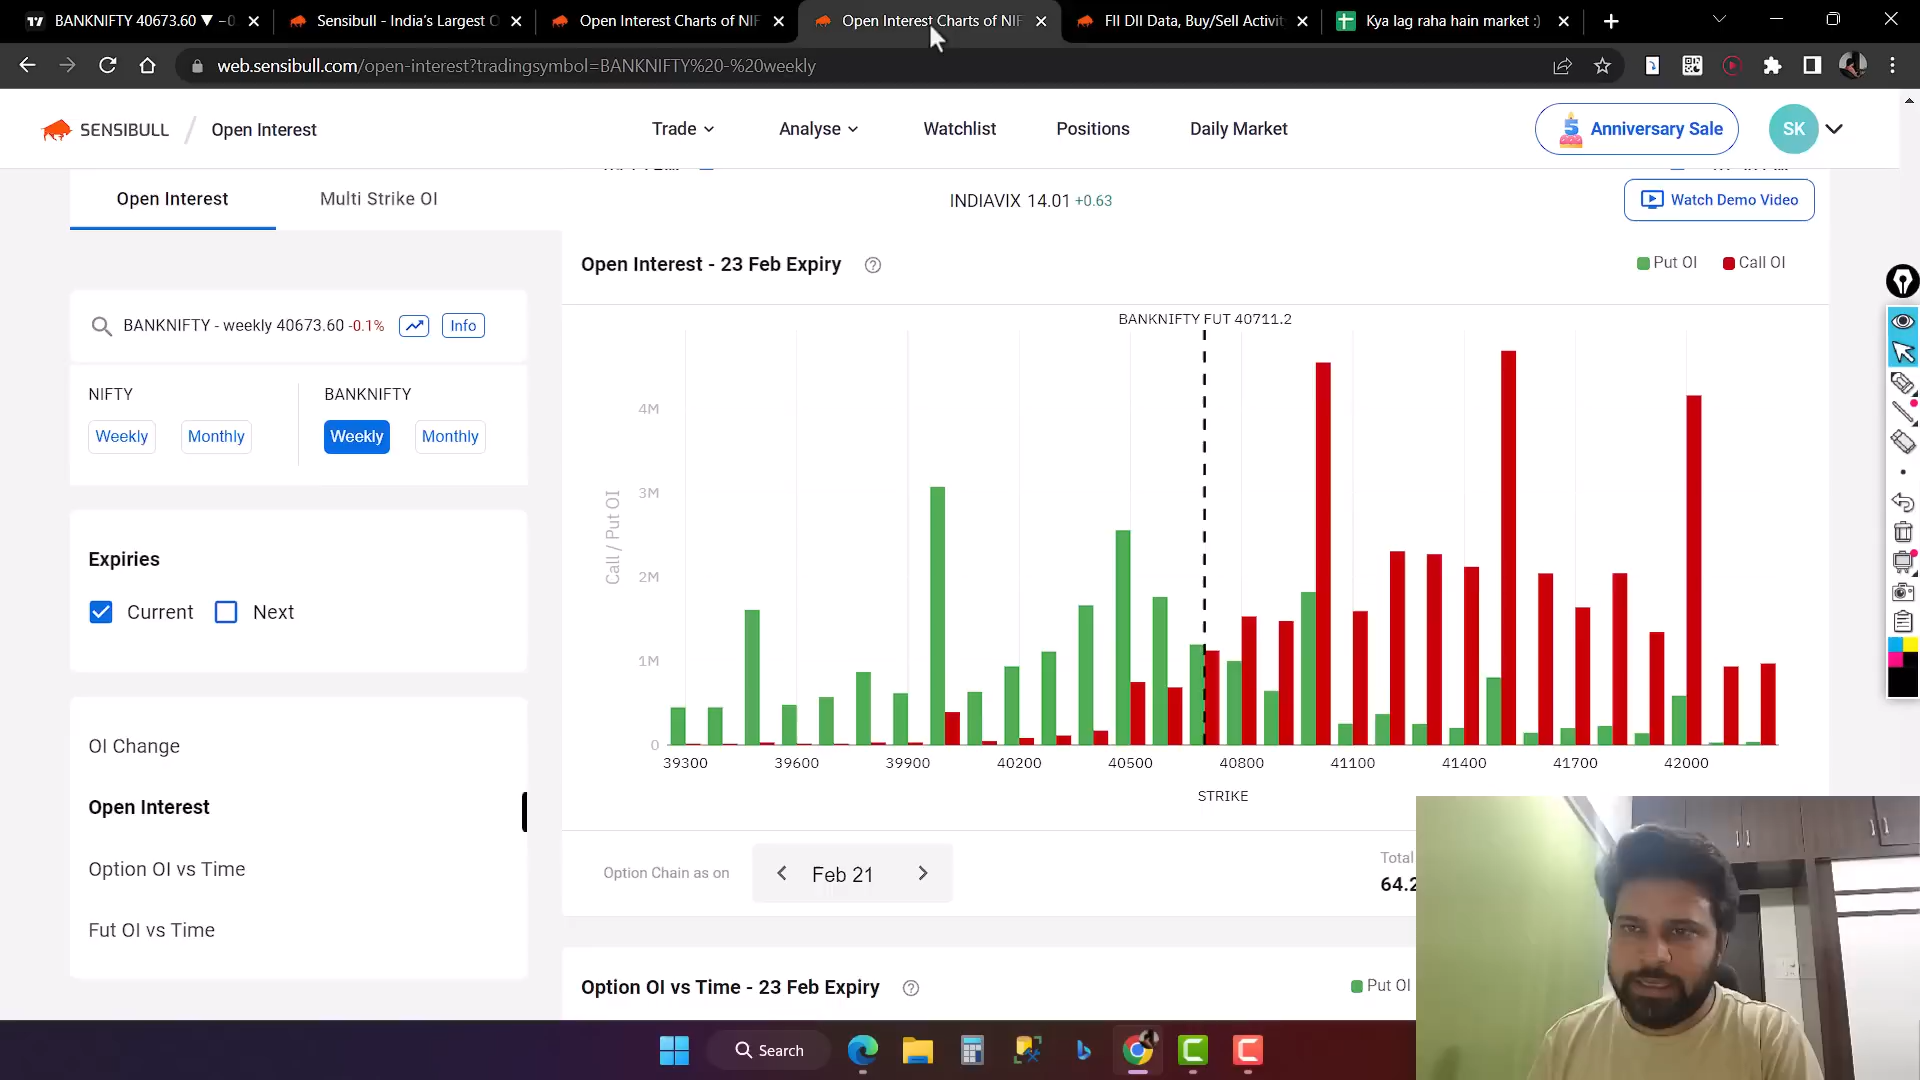 BANKNIFTY 40673.60 ▼ −0
Sensibull - India's Largest O
Open Interest Charts of NIF
Open Interest Charts of NIF
FII DII Data, Buy/Sell Activit
Kya lag raha hain market :)
web.sensibull.com/open-interest?tradingsymbol=BANKNIFTY%20-%20weekly
SENSIBULL / Open Interest
Trade
Analyse
Watchlist
Positions
Daily Market
5
Anniversary Sale
SK
Open Interest
Multi Strike OI
INDIAVIX 14.01 +0.63
Watch Demo Video
Open Interest - 23 Feb Expiry ?
Put OI
Call OI
BANKNIFTY - weekly 40673.60 -0.1%
Info
NIFTY
BANKNIFTY
Weekly
Monthly
Weekly
Monthly
Expiries
Current
Next
OI Change
Open Interest
Option OI vs Time
Fut OI vs Time
BANKNIFTY FUT 40711.2
Call / Put OI
4M
3M
2M
1M
0
39300
39600
39900
40200
40500
40800
41100
41400
41700
42000
STRIKE
Option Chain as on
Feb 21
Total
64.2
Option OI vs Time - 23 Feb Expiry ?
Put OI
Search